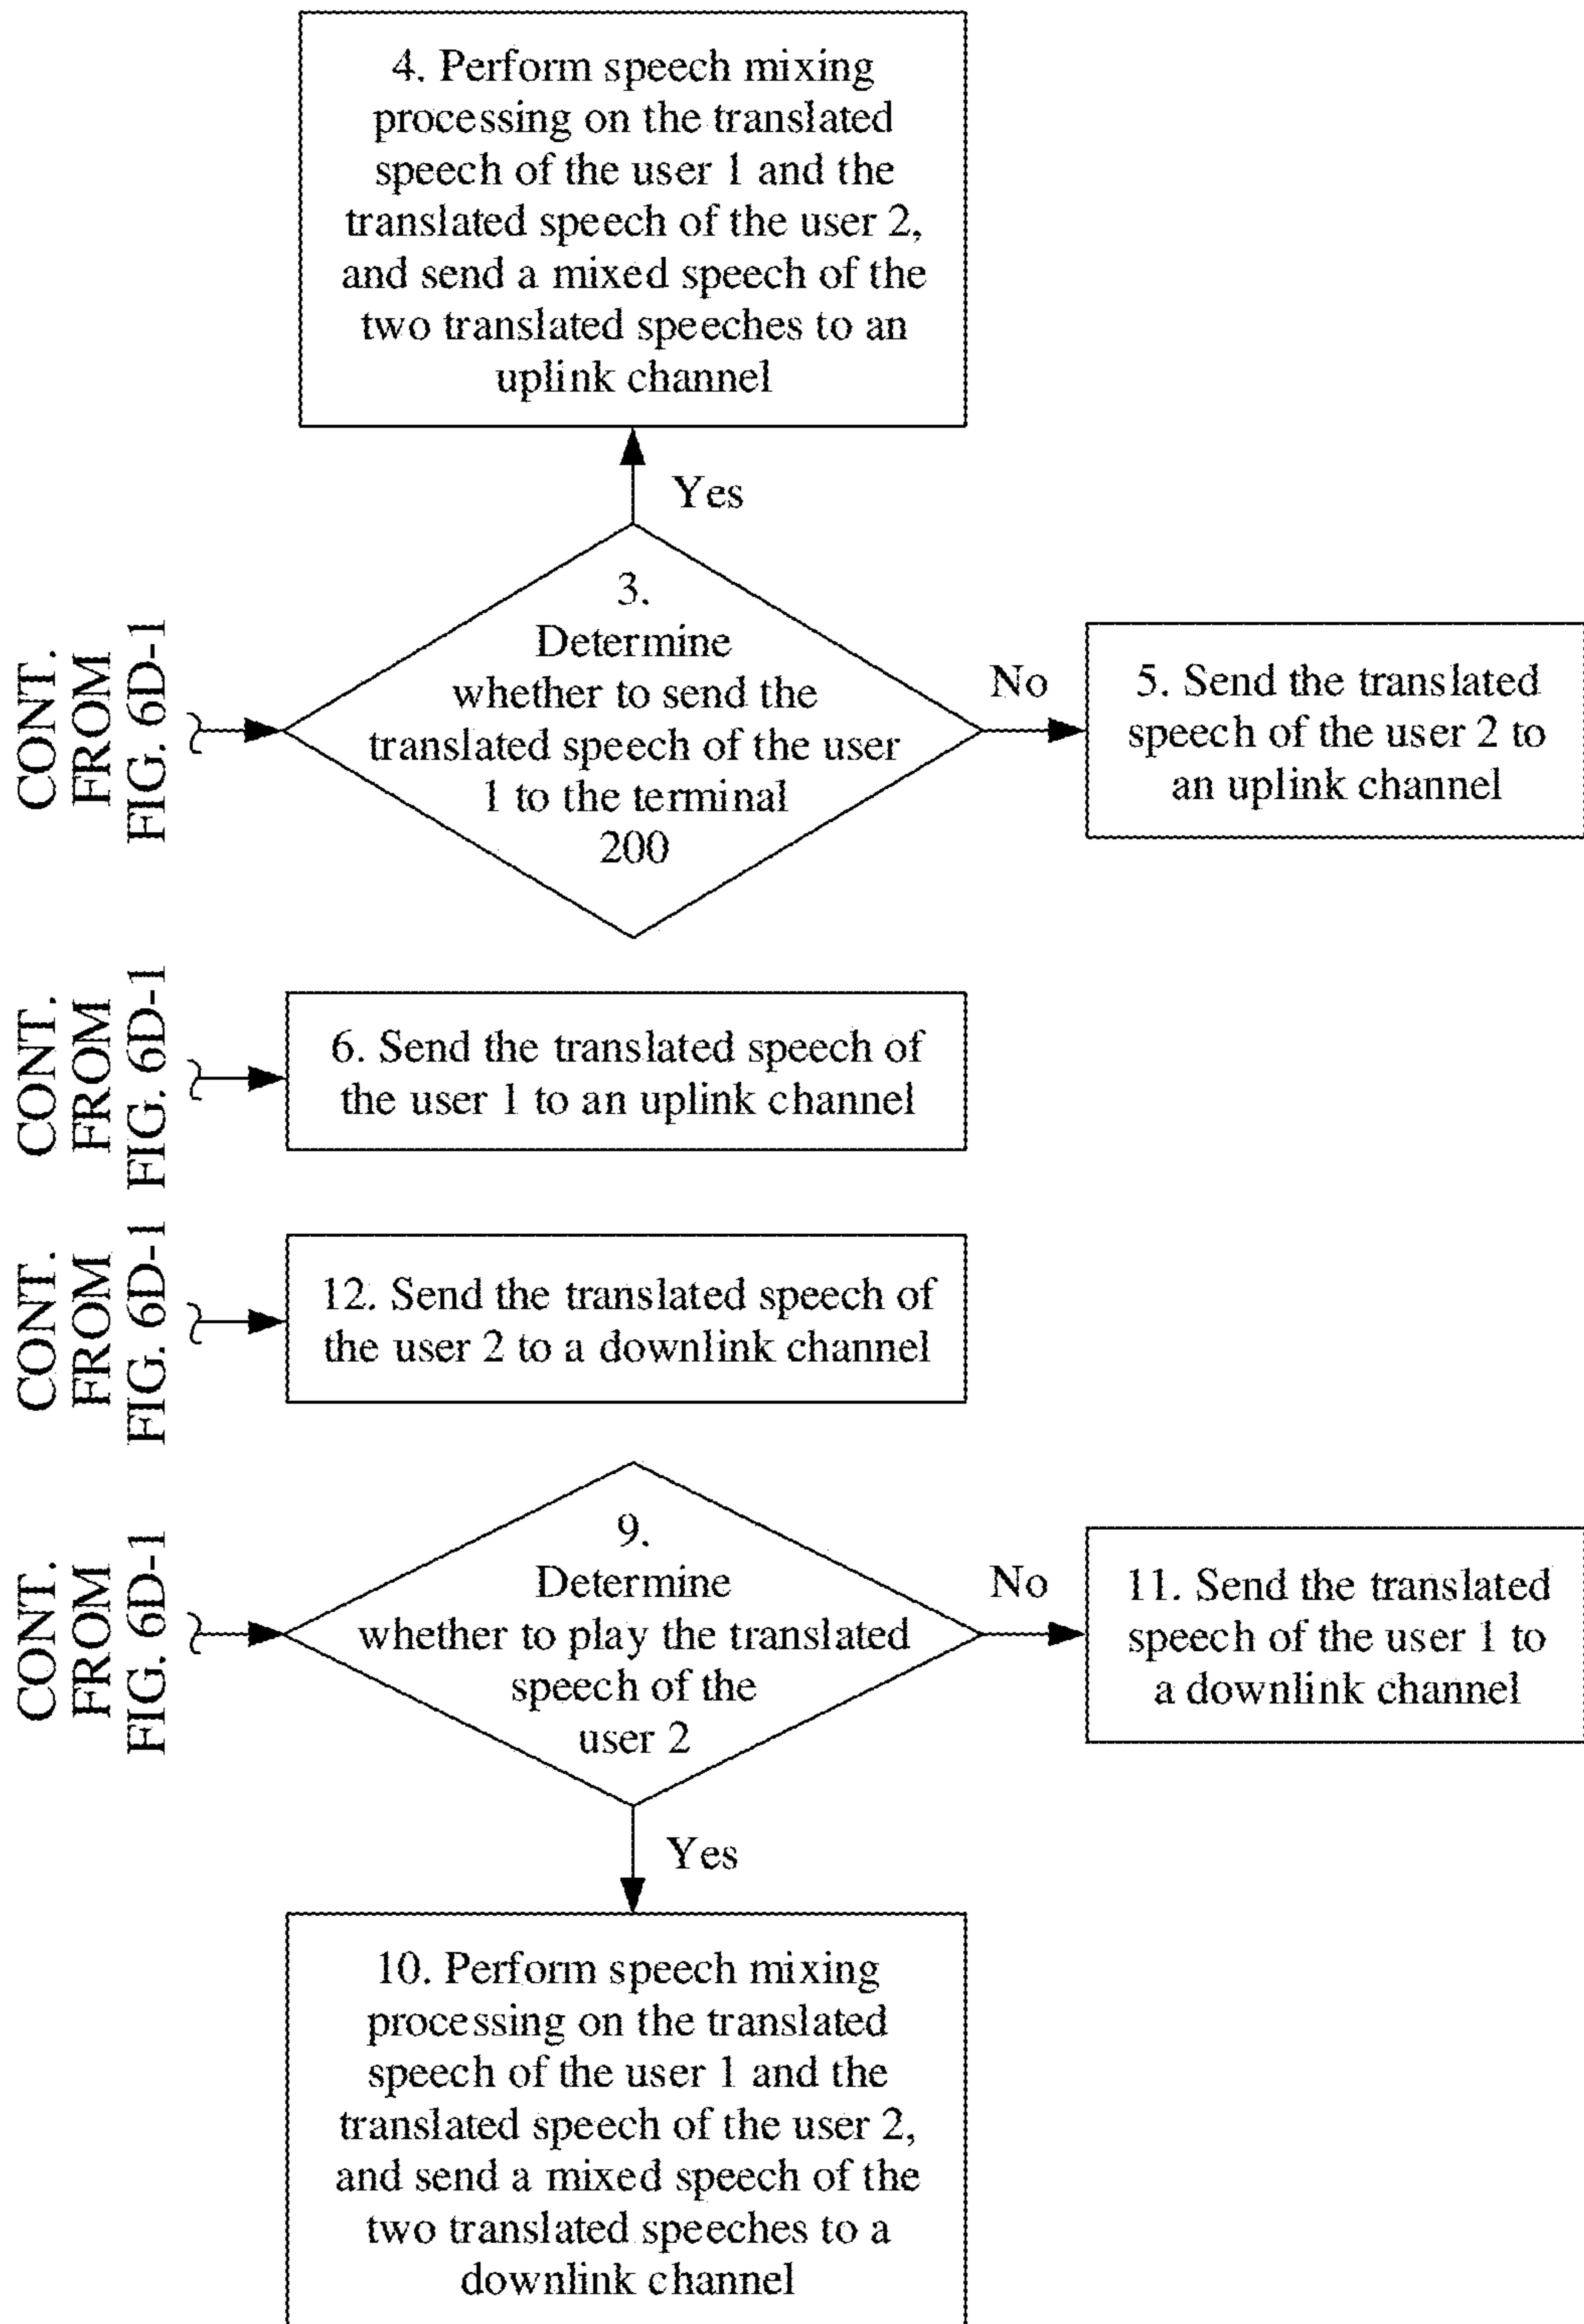 4. Perform speech mixing
processing on the translated
speech of the user 1 and the
translated speech of the user 2,
and send a mixed speech of the
two translated speeches to an
uplink channel
Yes
CONT.
FROM
FIG. 6D-1
3.
Determine
whether to send the
translated speech of the user
1 to the terminal
200
No
5. Send the translated
speech of the user 2 to
an uplink channel
CONT.
FROM
FIG. 6D-1
6. Send the translated speech of
the user 1 to an uplink channel
CONT.
FROM
FIG. 6D-1
12. Send the translated speech of
the user 2 to a downlink channel
CONT.
FROM
FIG. 6D-1
9.
Determine
whether to play the translated
speech of the
user 2
No
11. Send the translated
speech of the user 1 to
a downlink channel
Yes
10. Perform speech mixing
processing on the translated
speech of the user 1 and the
translated speech of the user 2,
and send a mixed speech of the
two translated speeches to a
downlink channel